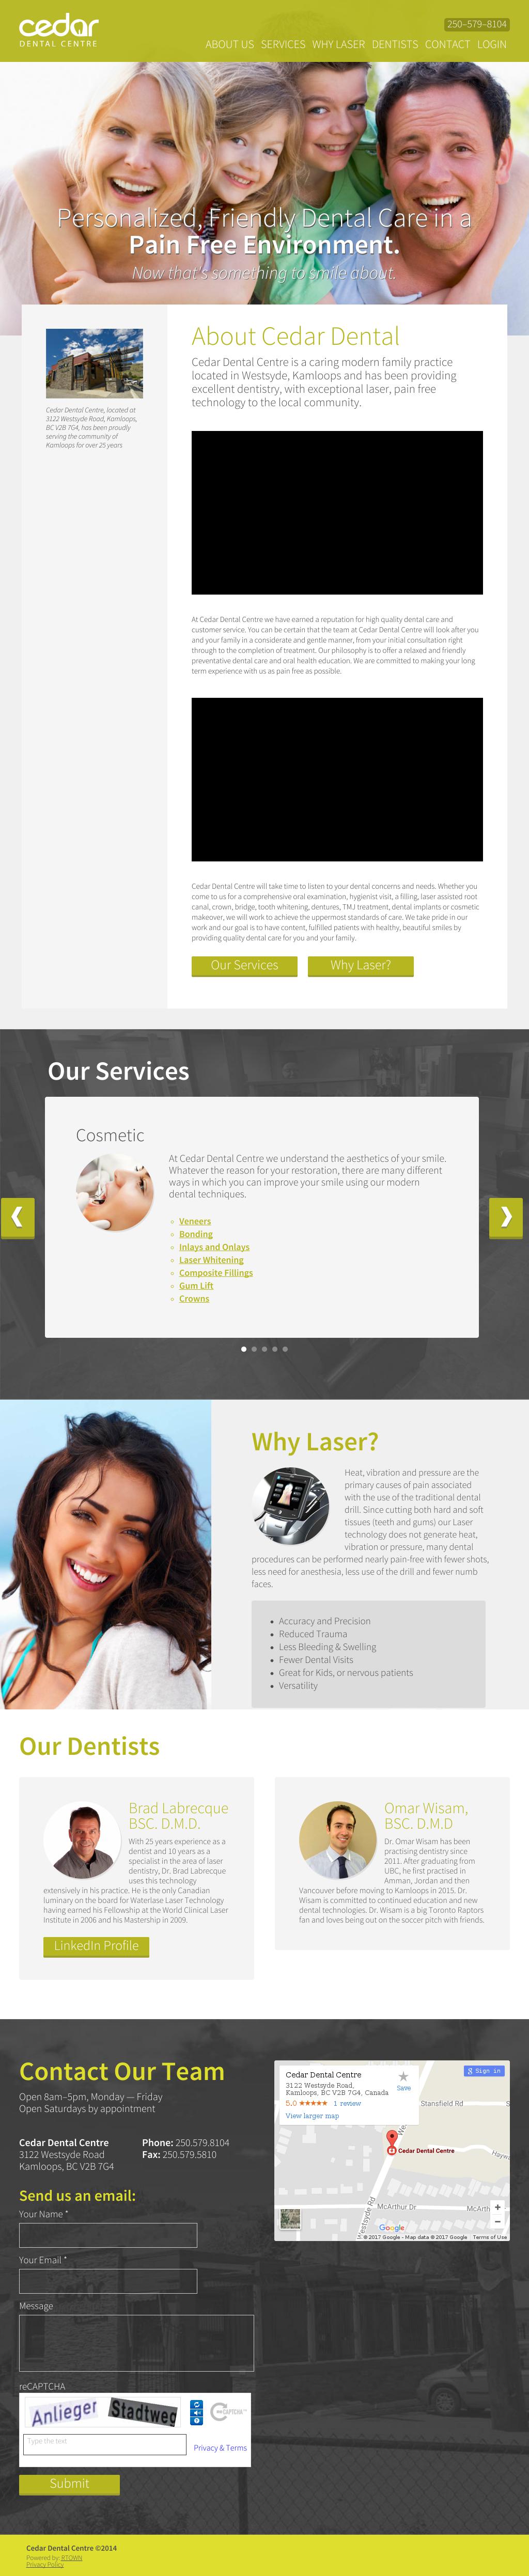 cedar
DENTAL CENTRE
250-579-8104
ABOUT US SERVICES WHY LASER DENTISTS CONTACT LOGIN
Personalized, Friendly Dental Care in a
Pain Free Environment.
Now that's something to smile about.
Cedar Dental Centre, located at
3122 Westsyde Road, Kamloops,
BC V2B 7G4, has been proudly
serving the community of
Kamloops for over 25 years
About Cedar Dental
Cedar Dental Centre is a caring modern family practice
located in Westsyde, Kamloops and has been providing
excellent dentistry, with exceptional laser, pain free
technology to the local community.
At Cedar Dental Centre we have earned a reputation for high quality dental care and
customer service. You can be certain that the team at Cedar Dental Centre will look after you
and your family in a considerate and gentle manner, from your initial consultation right
through to the completion of treatment. Our philosophy is to offer a relaxed and friendly
preventative dental care and oral health education. We are committed to making your long
term experience with us as pain free as possible.
Cedar Dental Centre will take time to listen to your dental concerns and needs. Whether you
come to us for a comprehensive oral examination, hygienist visit, a filling, laser assisted root
canal, crown, bridge, tooth whitening, dentures, TMJ treatment, dental implants or cosmetic
makeover, we will work to achieve the uppermost standards of care. We take pride in our
work and our goal is to have content, fulfilled patients with healthy, beautiful smiles by
providing quality dental care for you and your family.
Our Services
Why Laser?
Our Services
Cosmetic
At Cedar Dental Centre we understand the aesthetics of your smile.
Whatever the reason for your restoration, there are many different
ways in which you can improve your smile using our modern
dental techniques.
Veneers
Bonding
Inlays and Onlays
Laser Whitening
Composite Fillings
Gum Lift
Crowns
Why Laser?
Heat, vibration and pressure are the
primary causes of pain associated
with the use of the traditional dental
drill. Since cutting both hard and soft
tissues (teeth and gums) our Laser
technology does not generate heat,
vibration or pressure, many dental
procedures can be performed nearly pain-free with fewer shots,
less need for anesthesia, less use of the drill and fewer numb
faces.
Accuracy and Precision
Reduced Trauma
Less Bleeding & Swelling
Fewer Dental Visits
Great for Kids, or nervous patients
Versatility
Our Dentists
Brad Labrecque
BSC. D.M.D.
With 25 years experience as a
dentist and 10 years as a
specialist in the area of laser
dentistry, Dr. Brad Labrecque
uses this technology
extensively in his practice. He is the only Canadian
luminary on the board for Waterlase Laser Technology
having earned his Fellowship at the World Clinical Laser
Institute in 2006 and his Mastership in 2009.
LinkedIn Profile
Omar Wisam,
BSC. D.M.D
Dr. Omar Wisam has been
practising dentistry since
2011. After graduating from
UBC, he first practised in
Amman, Jordan and then
Vancouver before moving to Kamloops in 2015. Dr.
Wisam is committed to continued education and new
dental technologies. Dr. Wisam is a big Toronto Raptors
fan and loves being out on the soccer pitch with friends.
Contact Our Team
Open 8am–5pm, Monday — Friday
Open Saturdays by appointment
Cedar Dental Centre
3122 Westsyde Road
Kamloops, BC V2B 7G4
Phone: 250.579.8104
Fax: 250.579.5810
Send us an email:
Your Name *
Your Email *
Message
reCAPTCHA
Anlieger Stadtweg
Type the text
Privacy & Terms
Submit
Cedar Dental Centre
3122 Westsyde Road,
Kamloops, BC V2B 7G4, Canada
5.0 ★★★★★ 1 review
View larger map
Save
Sign in
Stansfield Rd
Cedar Dental Centre
McArthur Dr
McArth
Westsyde Rd
Google
© 2017 Google - Map data © 2017 Google Terms of Use
Cedar Dental Centre ©2014
Powered by: RTOWN
Privacy Policy